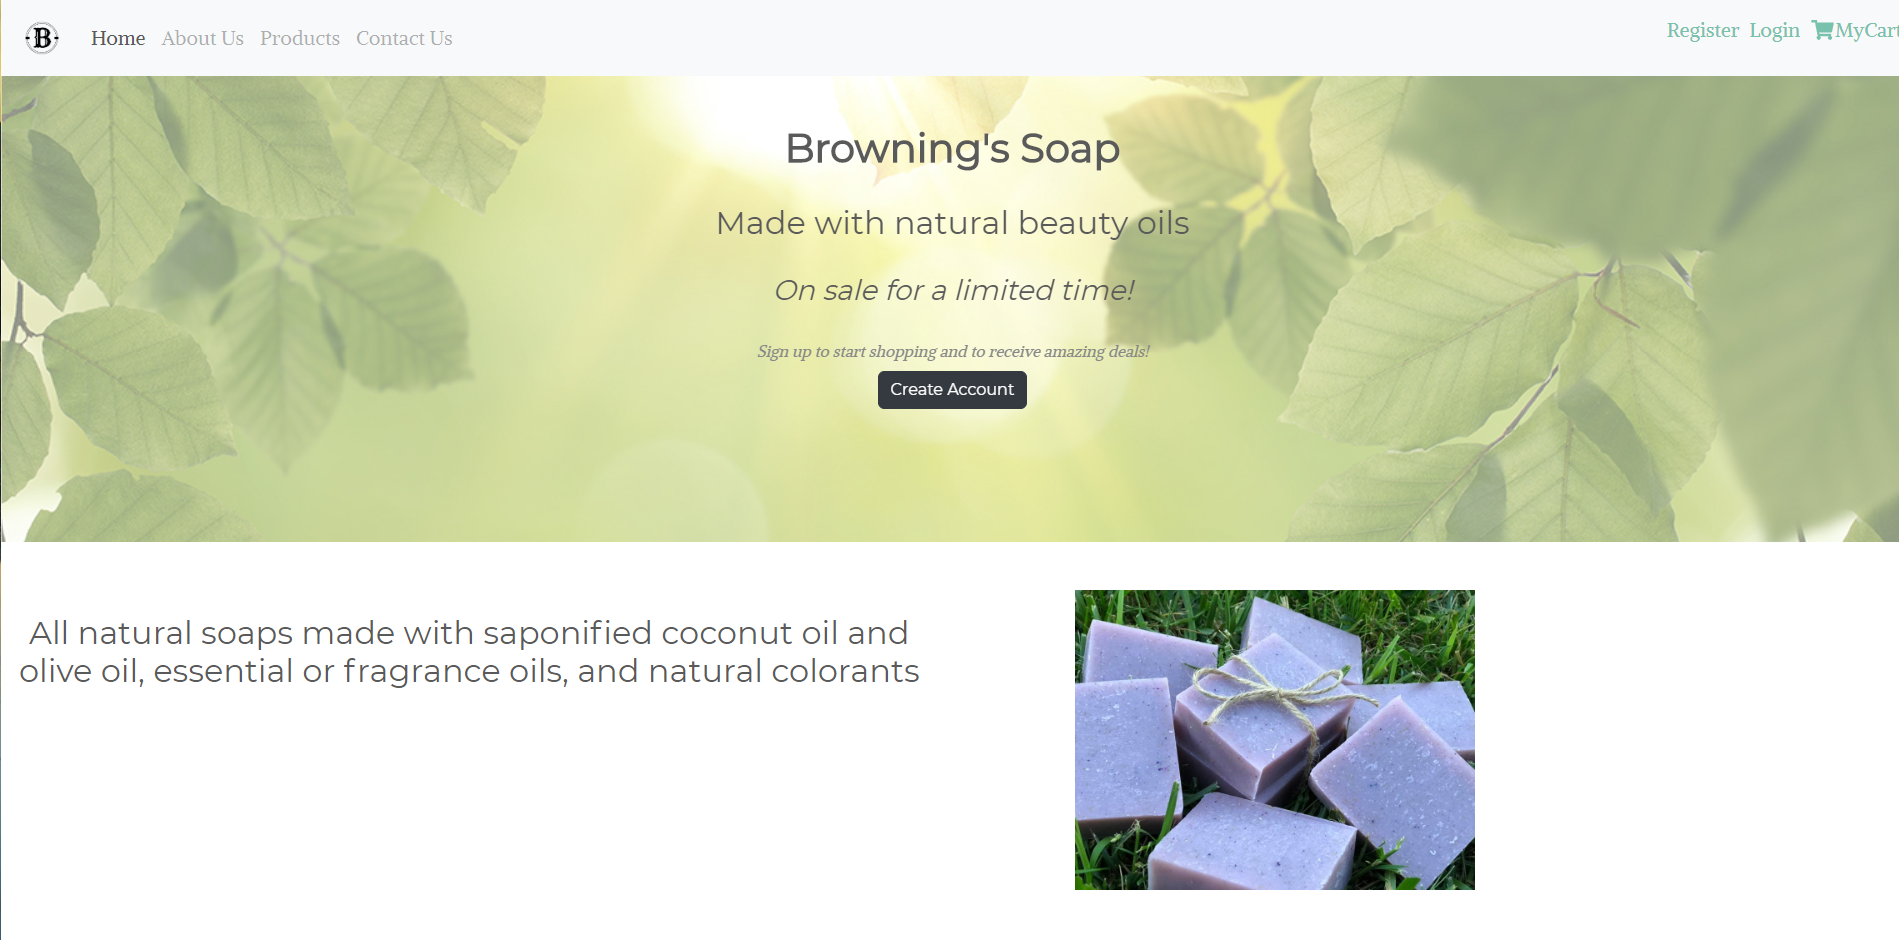 B Home About Us Products Contact Us Register Login MyCart
Browning's Soap
Made with natural beauty oils
On sale for a limited time!
Sign up to start shopping and to receive amazing deals!
Create Account
All natural soaps made with saponified coconut oil and
olive oil, essential or fragrance oils, and natural colorants